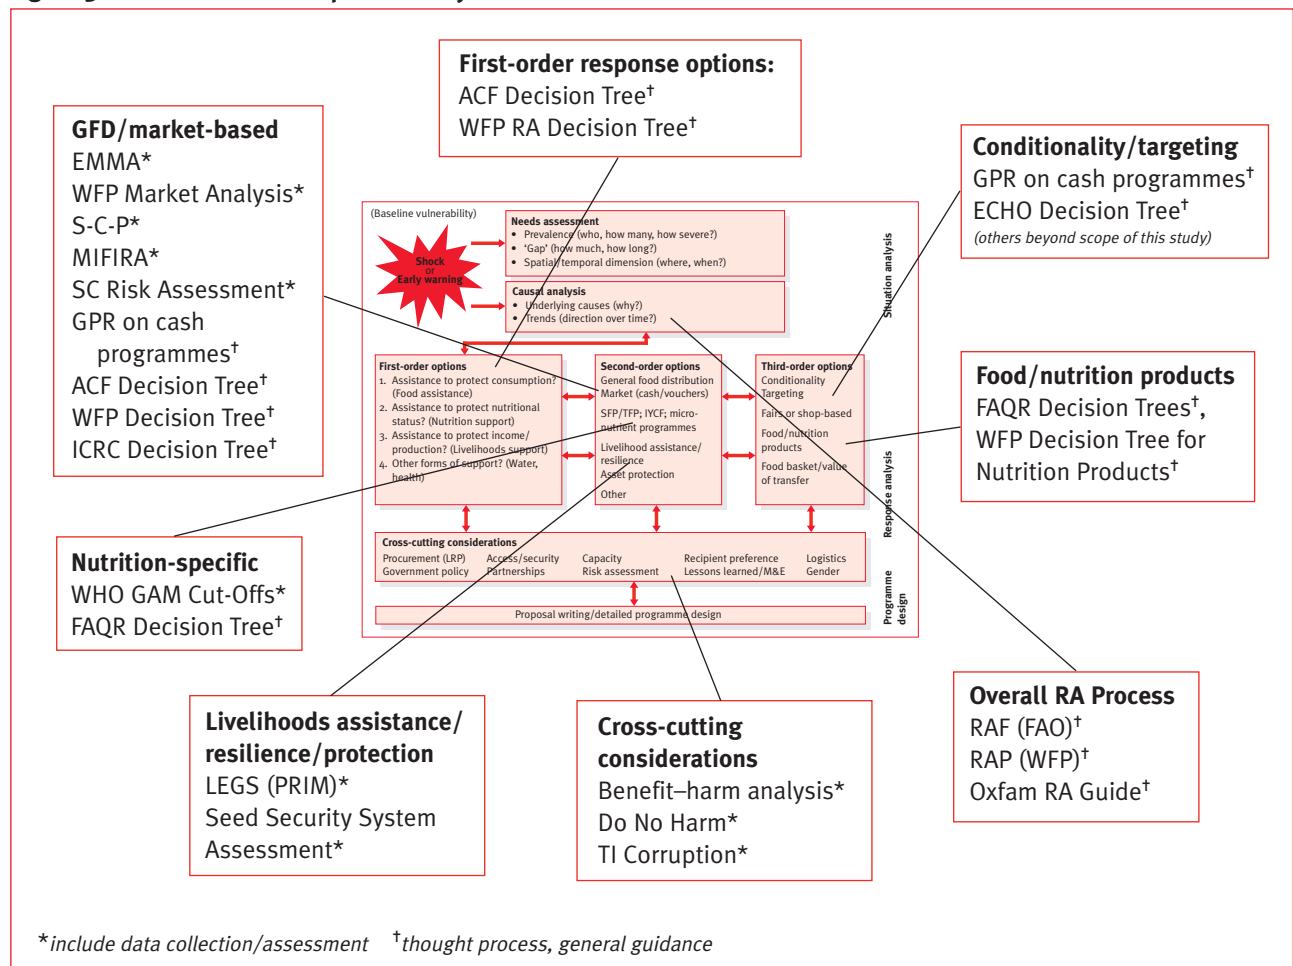 First-order response options:
ACF Decision Tree†
WFP RA Decision Tree†
GFD/market-based
EMMA*
WFP Market Analysis*
S-C-P*
MIFIRA*
SC Risk Assessment*
GPR on cash
programmes†
ACF Decision Tree†
WFP Decision Tree†
ICRC Decision Tree†
Conditionality/targeting
GPR on cash programmes†
ECHO Decision Tree†
(others beyond scope of this study)
(Baseline vulnerability)
Shock
or
Early warning
Needs assessment
• Prevalence (who, how many, how severe?)
• ‘Gap’ (how much, how long?)
• Spatial/temporal dimension (where, when?)
Causal analysis
• Underlying causes (why?)
• Trends (direction over time?)
Situation analysis
First-order options
1. Assistance to protect consumption?
(Food assistance)
2. Assistance to protect nutritional
status? (Nutrition support)
3. Assistance to protect income/
production? (Livelihoods support)
4. Other forms of support? (Water,
health)
Second-order options
General food distribution
Market (cash/vouchers)
SFP/TFP; IYCF; micro-
nutrient programmes
Livelihood assistance/
resilience
Asset protection
Other
Third-order options
Conditionality
Targeting
Fairs or shop-based
Food/nutrition
products
Food basket/value
of transfer
Response analysis
Cross-cutting considerations
Procurement (LRP) Access/security Capacity Recipient preference Logistics
Government policy Partnerships Risk assessment Lessons learned/M&E Gender
Proposal writing/detailed programme design
Programme
design
Food/nutrition products
FAQR Decision Trees†,
WFP Decision Tree for
Nutrition Products†
Nutrition-specific
WHO GAM Cut-Offs*
FAQR Decision Tree†
Livelihoods assistance/
resilience/protection
LEGS (PRIM)*
Seed Security System
Assessment*
Cross-cutting
considerations
Benefit–harm analysis*
Do No Harm*
TI Corruption*
Overall RA Process
RAF (FAO)†
RAP (WFP)†
Oxfam RA Guide†
*include data collection/assessment †thought process, general guidance